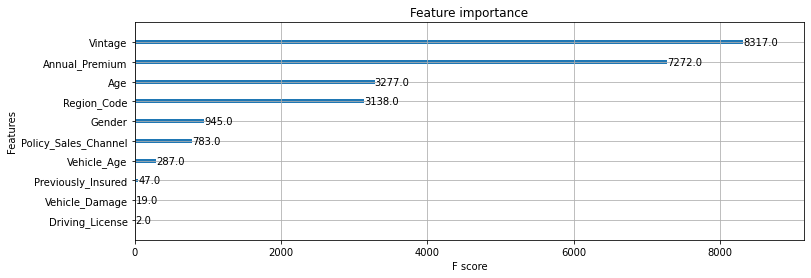 Feature importance
Vintage 8317.0
Annual_Premium 7272.0
Age 3277.0
Region_Code 3138.0
Gender 945.0
Policy_Sales_Channel 783.0
Vehicle_Age 287.0
Previously_Insured 47.0
Vehicle_Damage 19.0
Driving_License 2.0
Features
0 2000 4000 6000 8000
F score